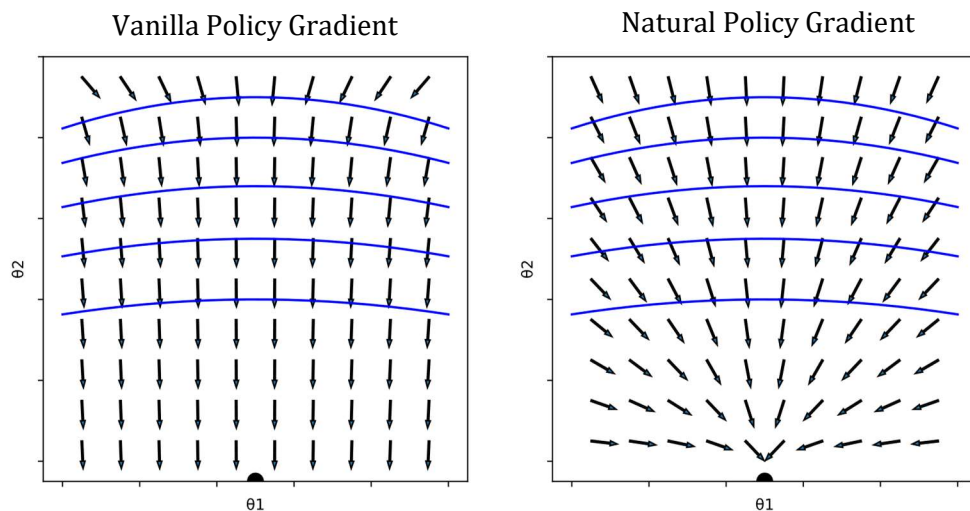 Vanilla Policy Gradient
Natural Policy Gradient
θ2
θ2
θ1
θ1